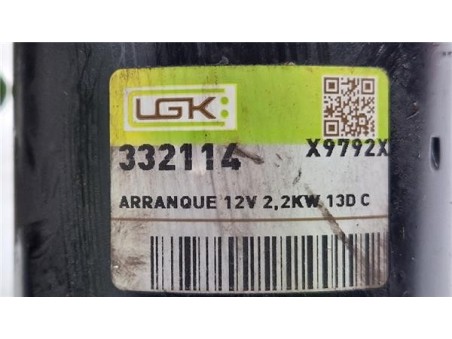 LGK
332114 X9792X
ARRANQUE 12V 2,2KW 13D C